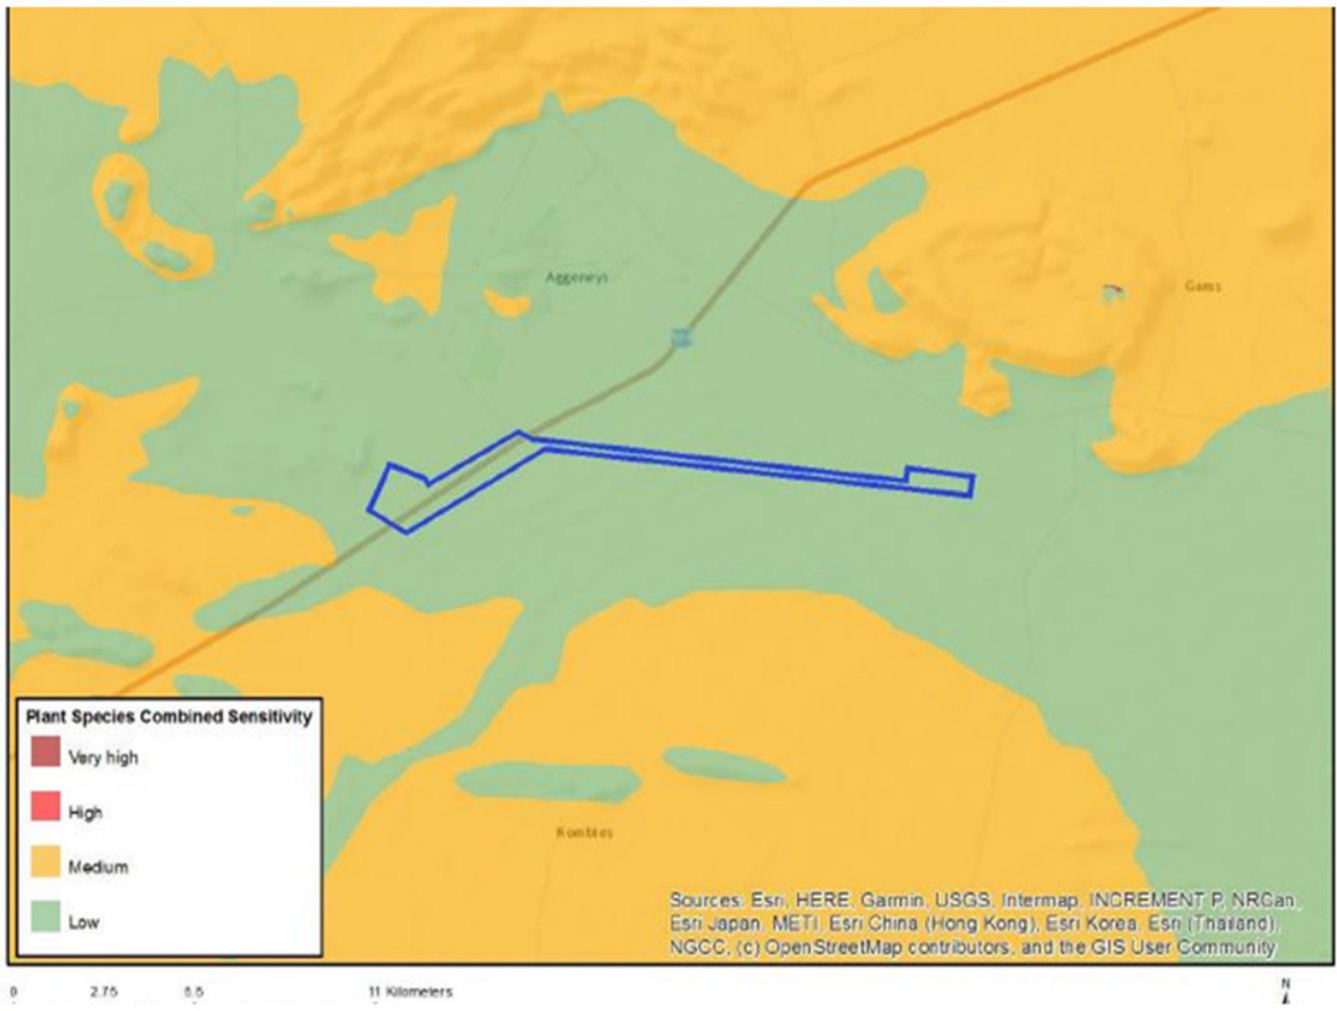 Aggeneys
Gams
Plant Species Combined Sensitivity
Very high
High
Medium
Low
Rombies
Sources: Esri, HERE, Garmin, USGS, Intermap, INCREMENT P, NRCan,
Esri Japan, METI, Esri China (Hong Kong), Esri Korea, Esri (Thailand),
NGCC, (c) OpenStreetMap contributors, and the GIS User Community
0 2.75 5.5 11 Kilometers
N